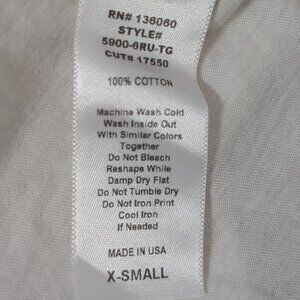 RN# 136060
STYLE#
5900-6RU-TG
CUT# 17550
100% COTTON
Machine Wash Cold
Wash Inside Out
With Similar Colors
Together
Do Not Bleach
Reshape While
Damp Dry Flat
Do Not Tumble Dry
Do Not Iron Print
Cool Iron
If Needed
MADE IN USA
X-SMALL